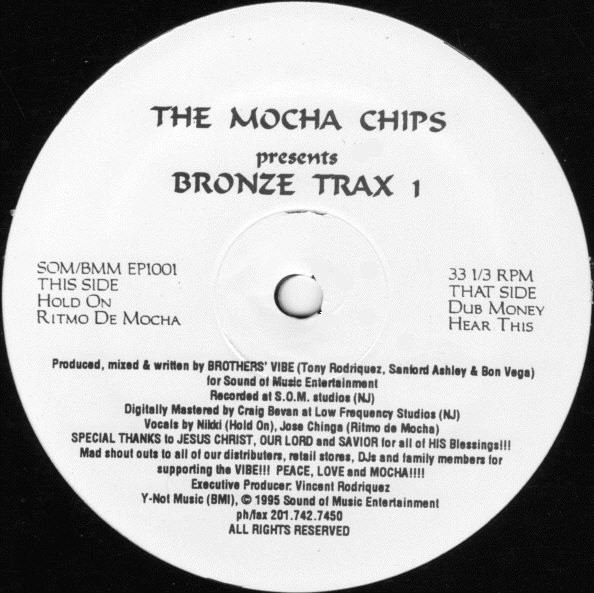 THE MOCHA CHIPS
presents
BRONZE TRAX 1
SOM/BMM EP1001
THIS SIDE
HOLD ON
RITMO DE MOCHA
33 1/3 RPM
THAT SIDE
DUB MONEY
HEAR THIS
Produced, mixed & written by BROTHERS' VIBE (Tony Rodriquez, Sanford Ashley & Bon Vega)
for Sound of Music Entertainment
Recorded at S.O.M. studios (NJ)
Digitally Mastered by Craig Bevan at Low Frequency Studios (NJ)
Vocals by Nikki (Hold On), Jose Chinga (Ritmo de Mocha)
SPECIAL THANKS to JESUS CHRIST, OUR LORD and SAVIOR for all of HIS Blessings!!!
Mad shout outs to all of our distributers, retail stores, DJs and family members for
supporting the VIBE!!! PEACE, LOVE and MOCHA!!!!
Executive Producer: Vincent Rodriquez
Y-Not Music (BMI), © 1995 Sound of Music Entertainment
ph/fax 201.742.7450
ALL RIGHTS RESERVED